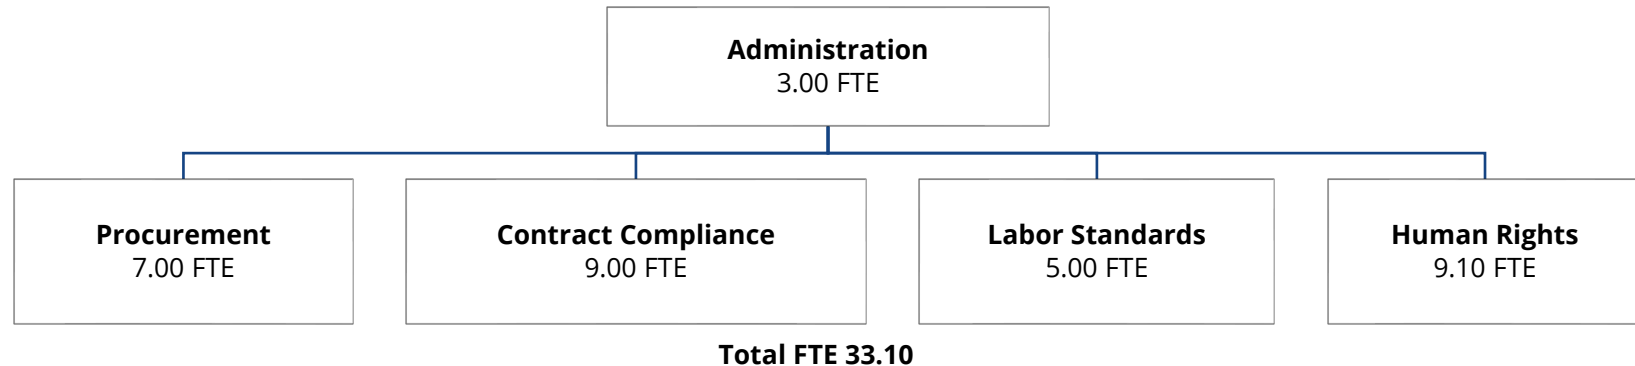 Administration
3.00 FTE
Procurement
7.00 FTE
Contract Compliance
9.00 FTE
Labor Standards
5.00 FTE
Human Rights
9.10 FTE
Total FTE 33.10